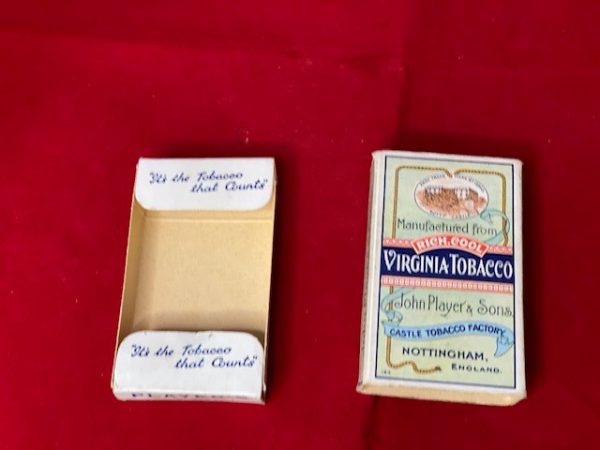 "It's the Tobacco
that Counts"
"It's the Tobacco
that Counts"
Manufactured from
RICH, COOL
VIRGINIA TOBACCO
John Player & Sons,
CASTLE TOBACCO FACTORY
NOTTINGHAM,
ENGLAND.